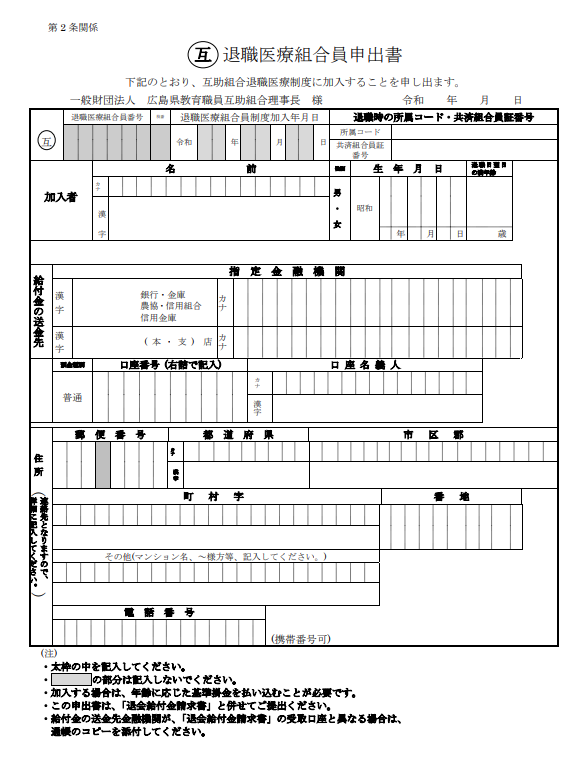 第２条関係
互 退職医療組合員申出書
下記のとおり、互助組合退職医療制度に加入することを申し出ます。
一般財団法人 広島県教育職員互助組合理事長 様 令和 年 月 日
退職医療組合員番号 退職医療組合員制度加入年月日 退職時の所属コード・共済組合員証番号
互 令和 年 月 日 所属コード
共済組合員証
番号
加入者 名 前 生 年 月 日 退職日翌日
の満年齢
カナ 男・女 昭和
漢字 年 月 日 歳
給付金の送金先 指 定 金 融 機 関
漢字 銀行・金庫 カナ
農協・信用組合
信用金庫
漢字 (本・支)店 カナ
預金種別 口座番号（右詰で記入） 口 座 名 義 人
普通 カナ
漢字
住所 郵 便 番 号 都 道 府 県 市 区 郡
カナ
漢字
（連絡先となりますので、詳細に記入してください。） 町 村 字 番 地
その他(マンション名、～様方等、記入してください。)
電 話 番 号
(携帯番号可)
(注)
・太枠の中を記入してください。
・ の部分は記入しないでください。
・加入する場合は、年齢に応じた基準掛金を払い込むことが必要です。
・この申出書は、「退会給付金請求書」と併せてご提出ください。
・給付金の送金先金融機関が、「退会給付金請求書」の受取口座と異なる場合は、
通帳のコピーを添付してください。